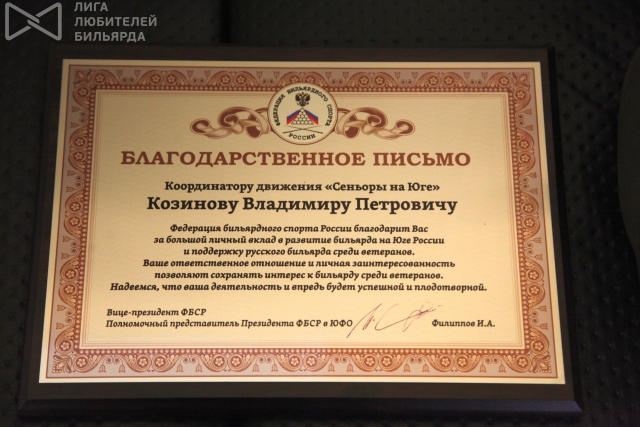 ЛИГА
ЛЮБИТЕЛЕЙ
БИЛЬЯРДА
ФЕДЕРАЦИЯ БИЛЬЯРДНОГО СПОРТА
РОССИИ
БЛАГОДАРСТВЕННОЕ ПИСЬМО
Координатору движения «Сеньоры на Юге»
Козинову Владимиру Петровичу
Федерация бильярдного спорта России благодарит Вас
за большой личный вклад в развитие бильярда на Юге России
и поддержку русского бильярда среди ветеранов.
Ваше ответственное отношение и личная заинтересованность
позволяют сохранять интерес к бильярду среди ветеранов.
Надеемся, что ваша деятельность и впредь будет успешной и плодотворной.
Вице-президент ФБСР
Полномочный представитель Президента ФБСР в ЮФО
Филиппов И.А.